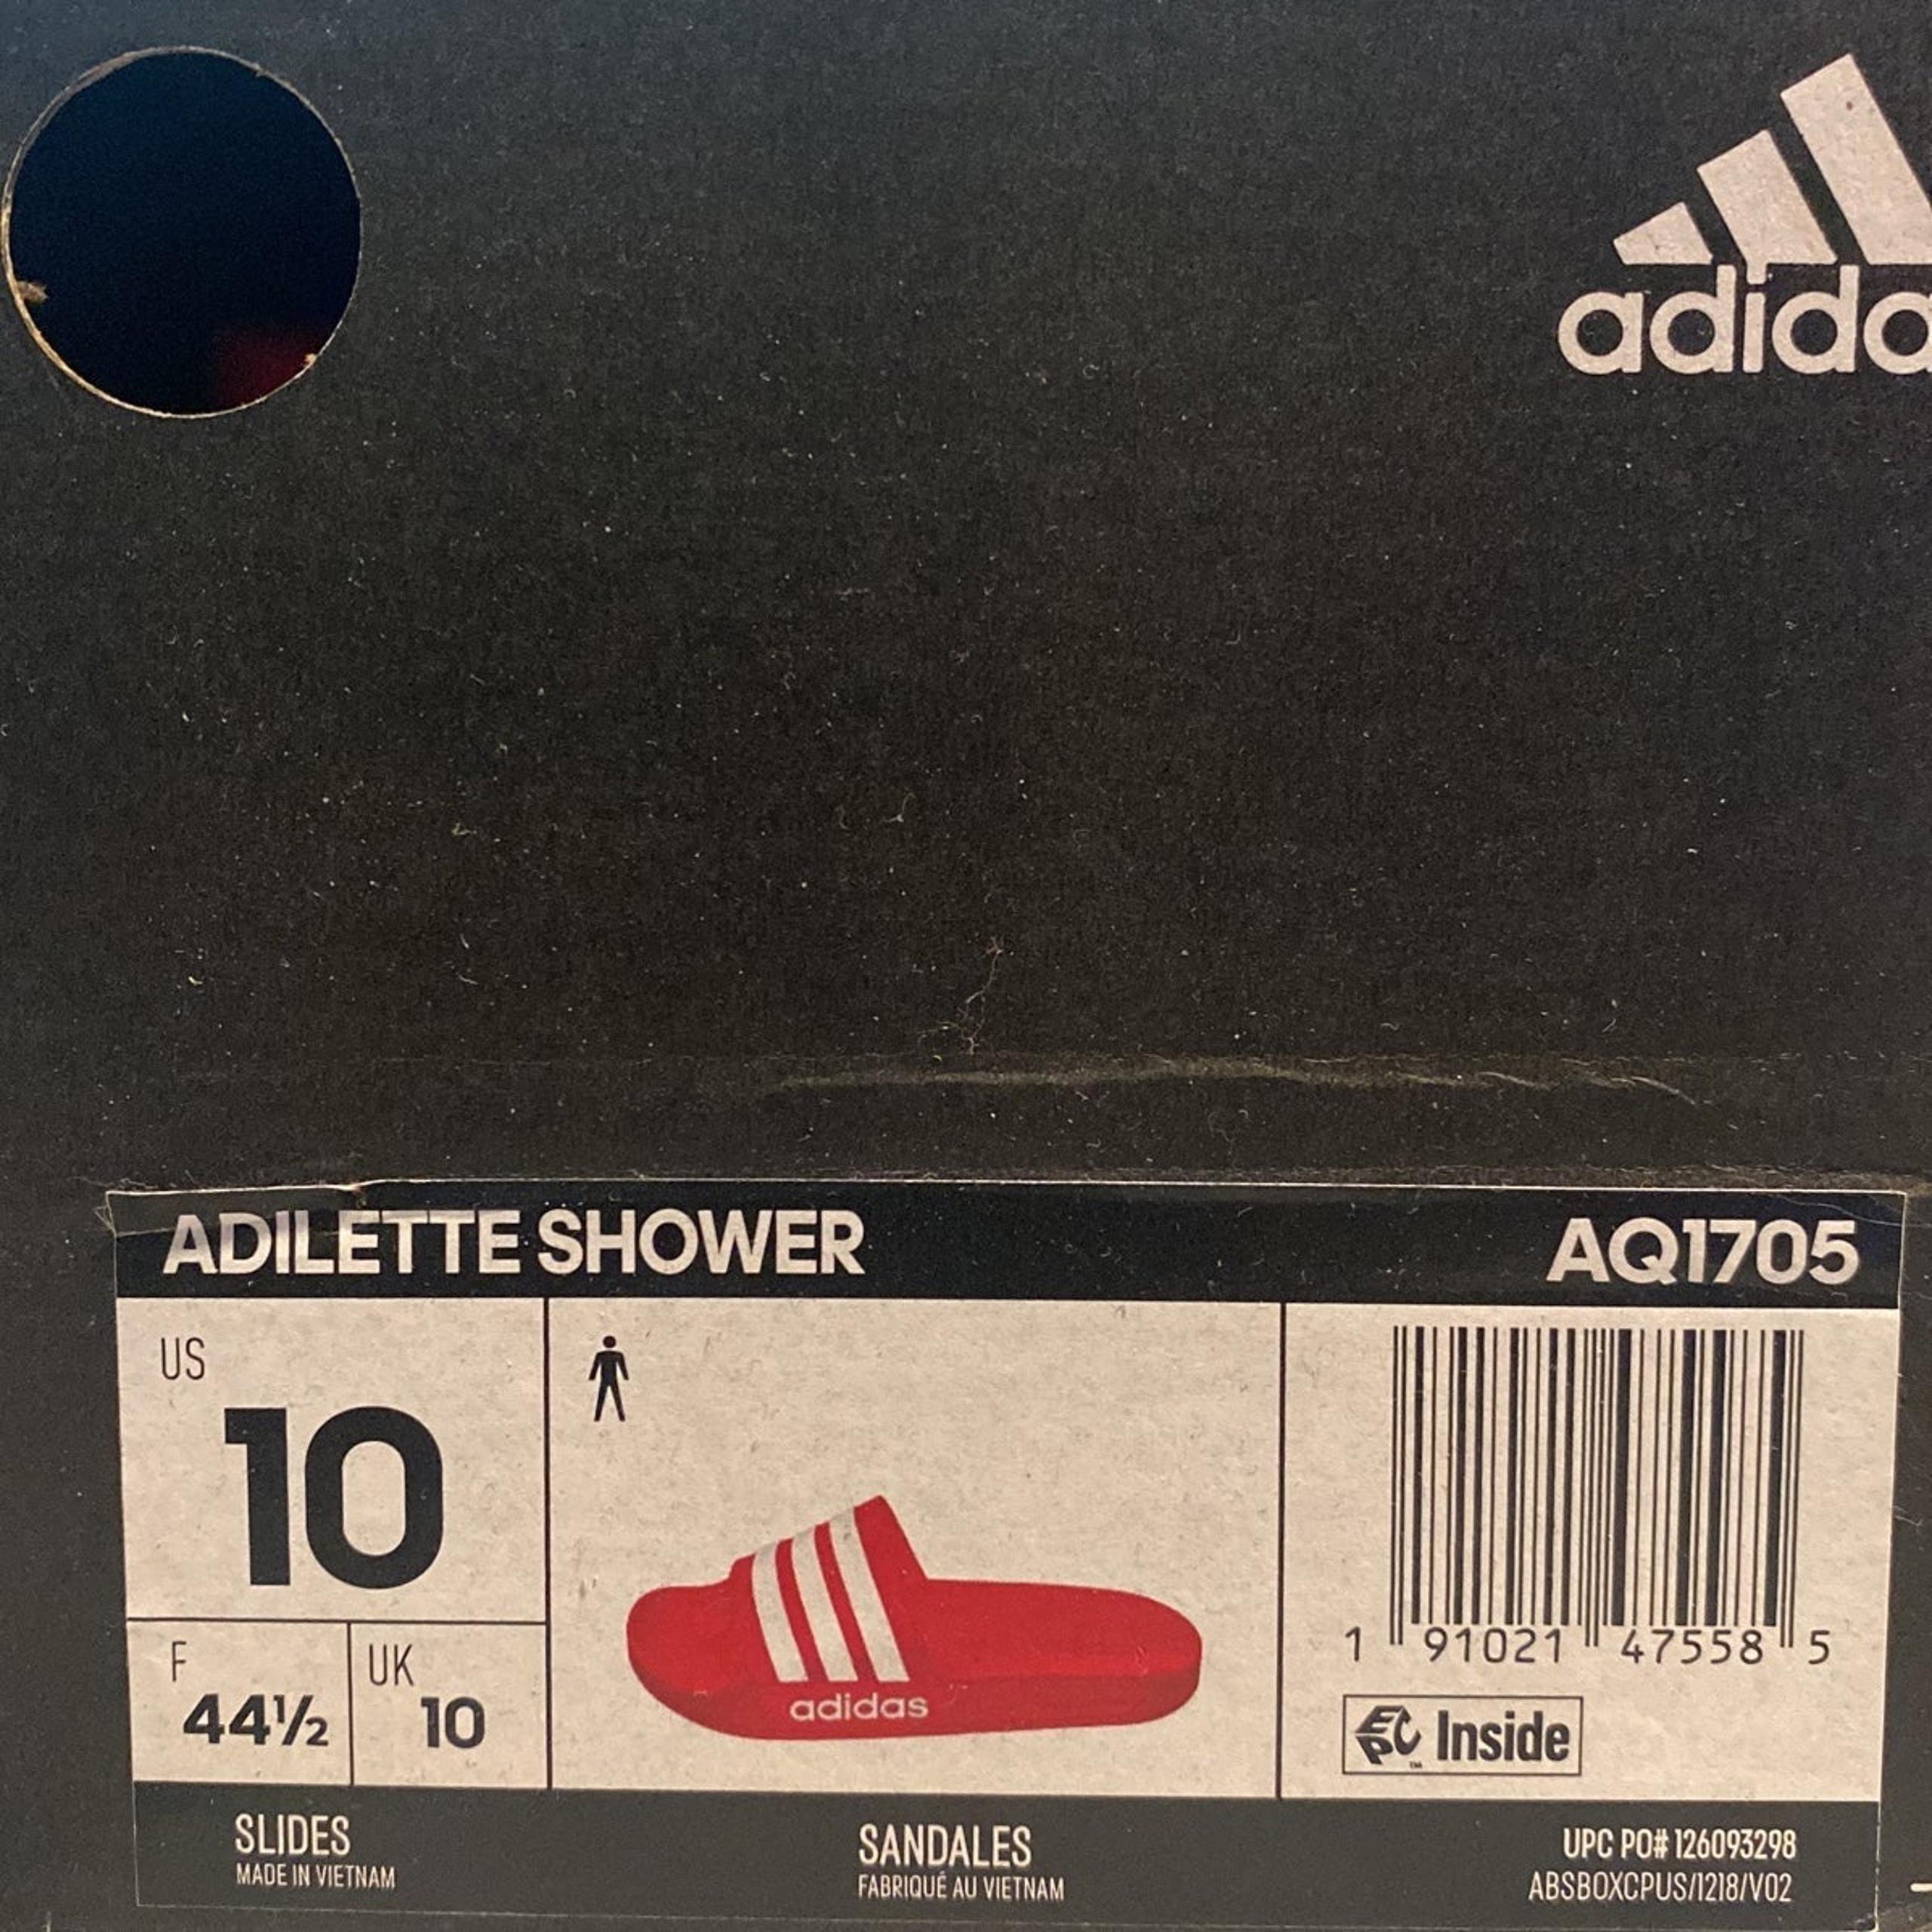 adida
ADILETTE SHOWER
AQ1705
US
10
F
44½
UK
10
adidas
1 91021 47558 5
EPC™ Inside
SLIDES
MADE IN VIETNAM
SANDALES
FABRIQUÉ AU VIETNAM
UPC PO# 126093298
ABSBOXCPUS/1218/V02